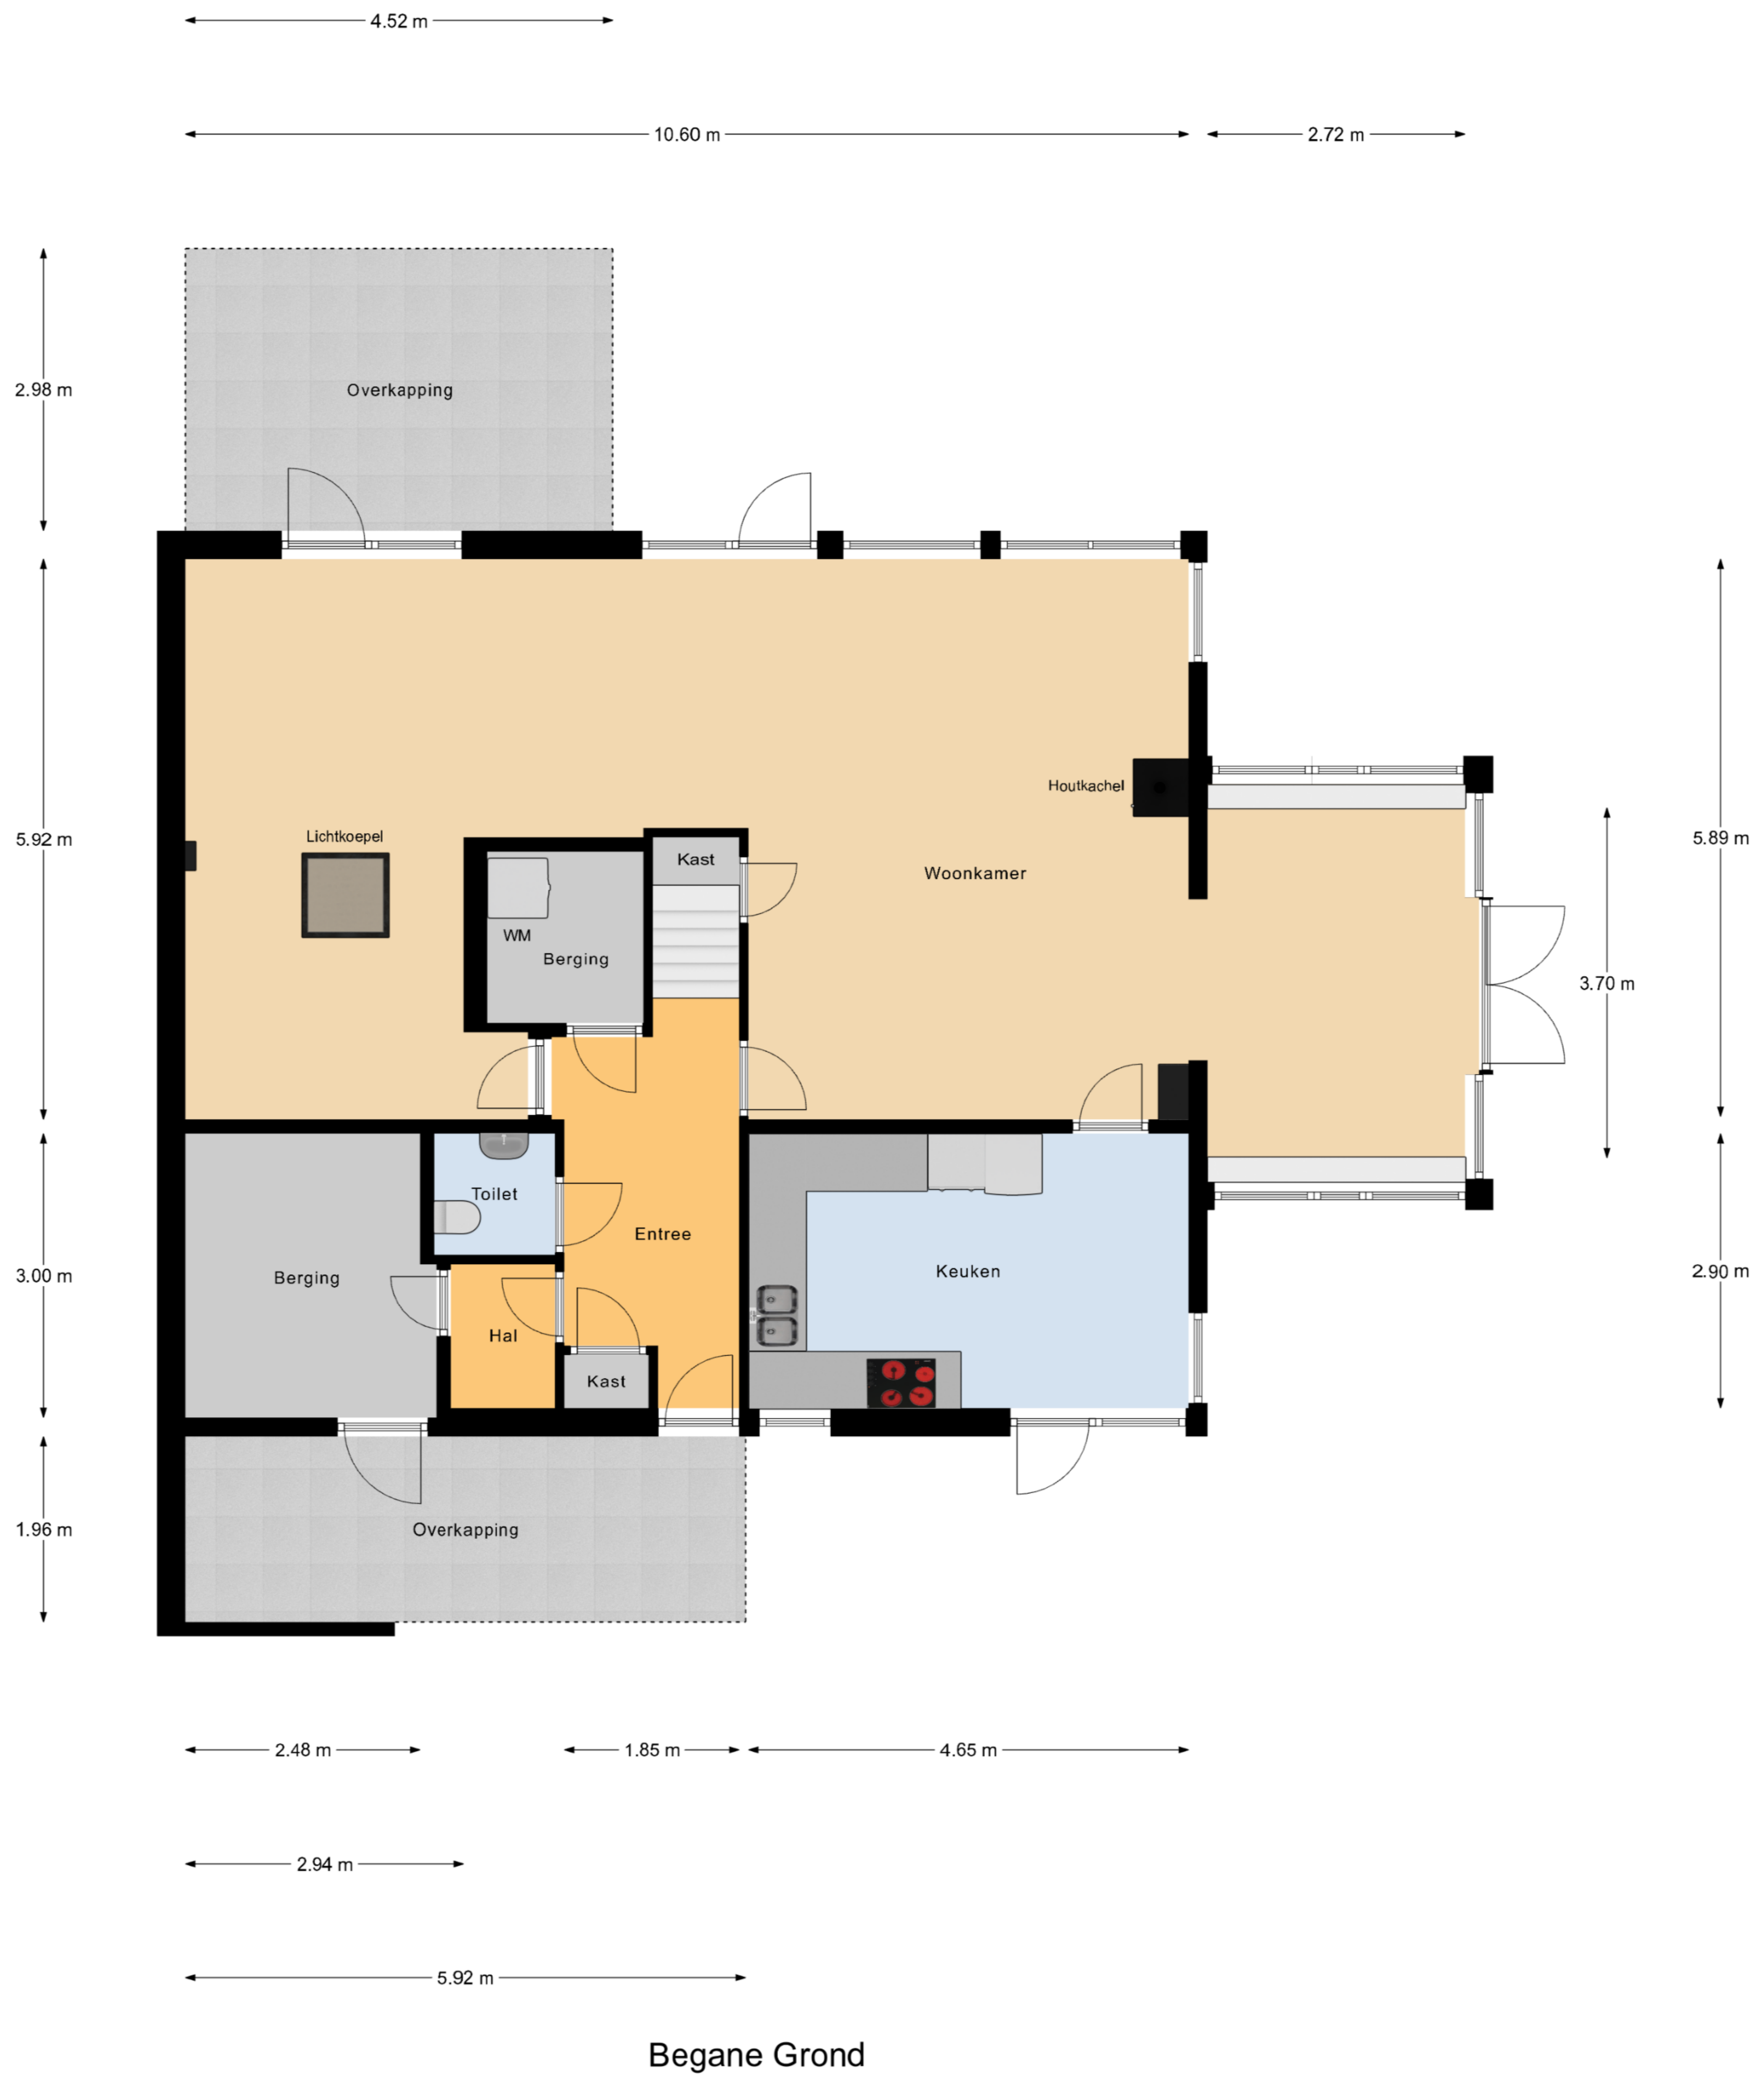 4.52 m
10.60 m
2.72 m
2.98 m
Overkapping
Houtkachel
5.92 m
Lichtkoepel
5.89 m
Kast
Woonkamer
WM
Berging
3.70 m
Toilet
Entree
3.00 m
Berging
Keuken
2.90 m
Hal
Kast
1.96 m
Overkapping
2.48 m
1.85 m
4.65 m
2.94 m
5.92 m
Begane Grond